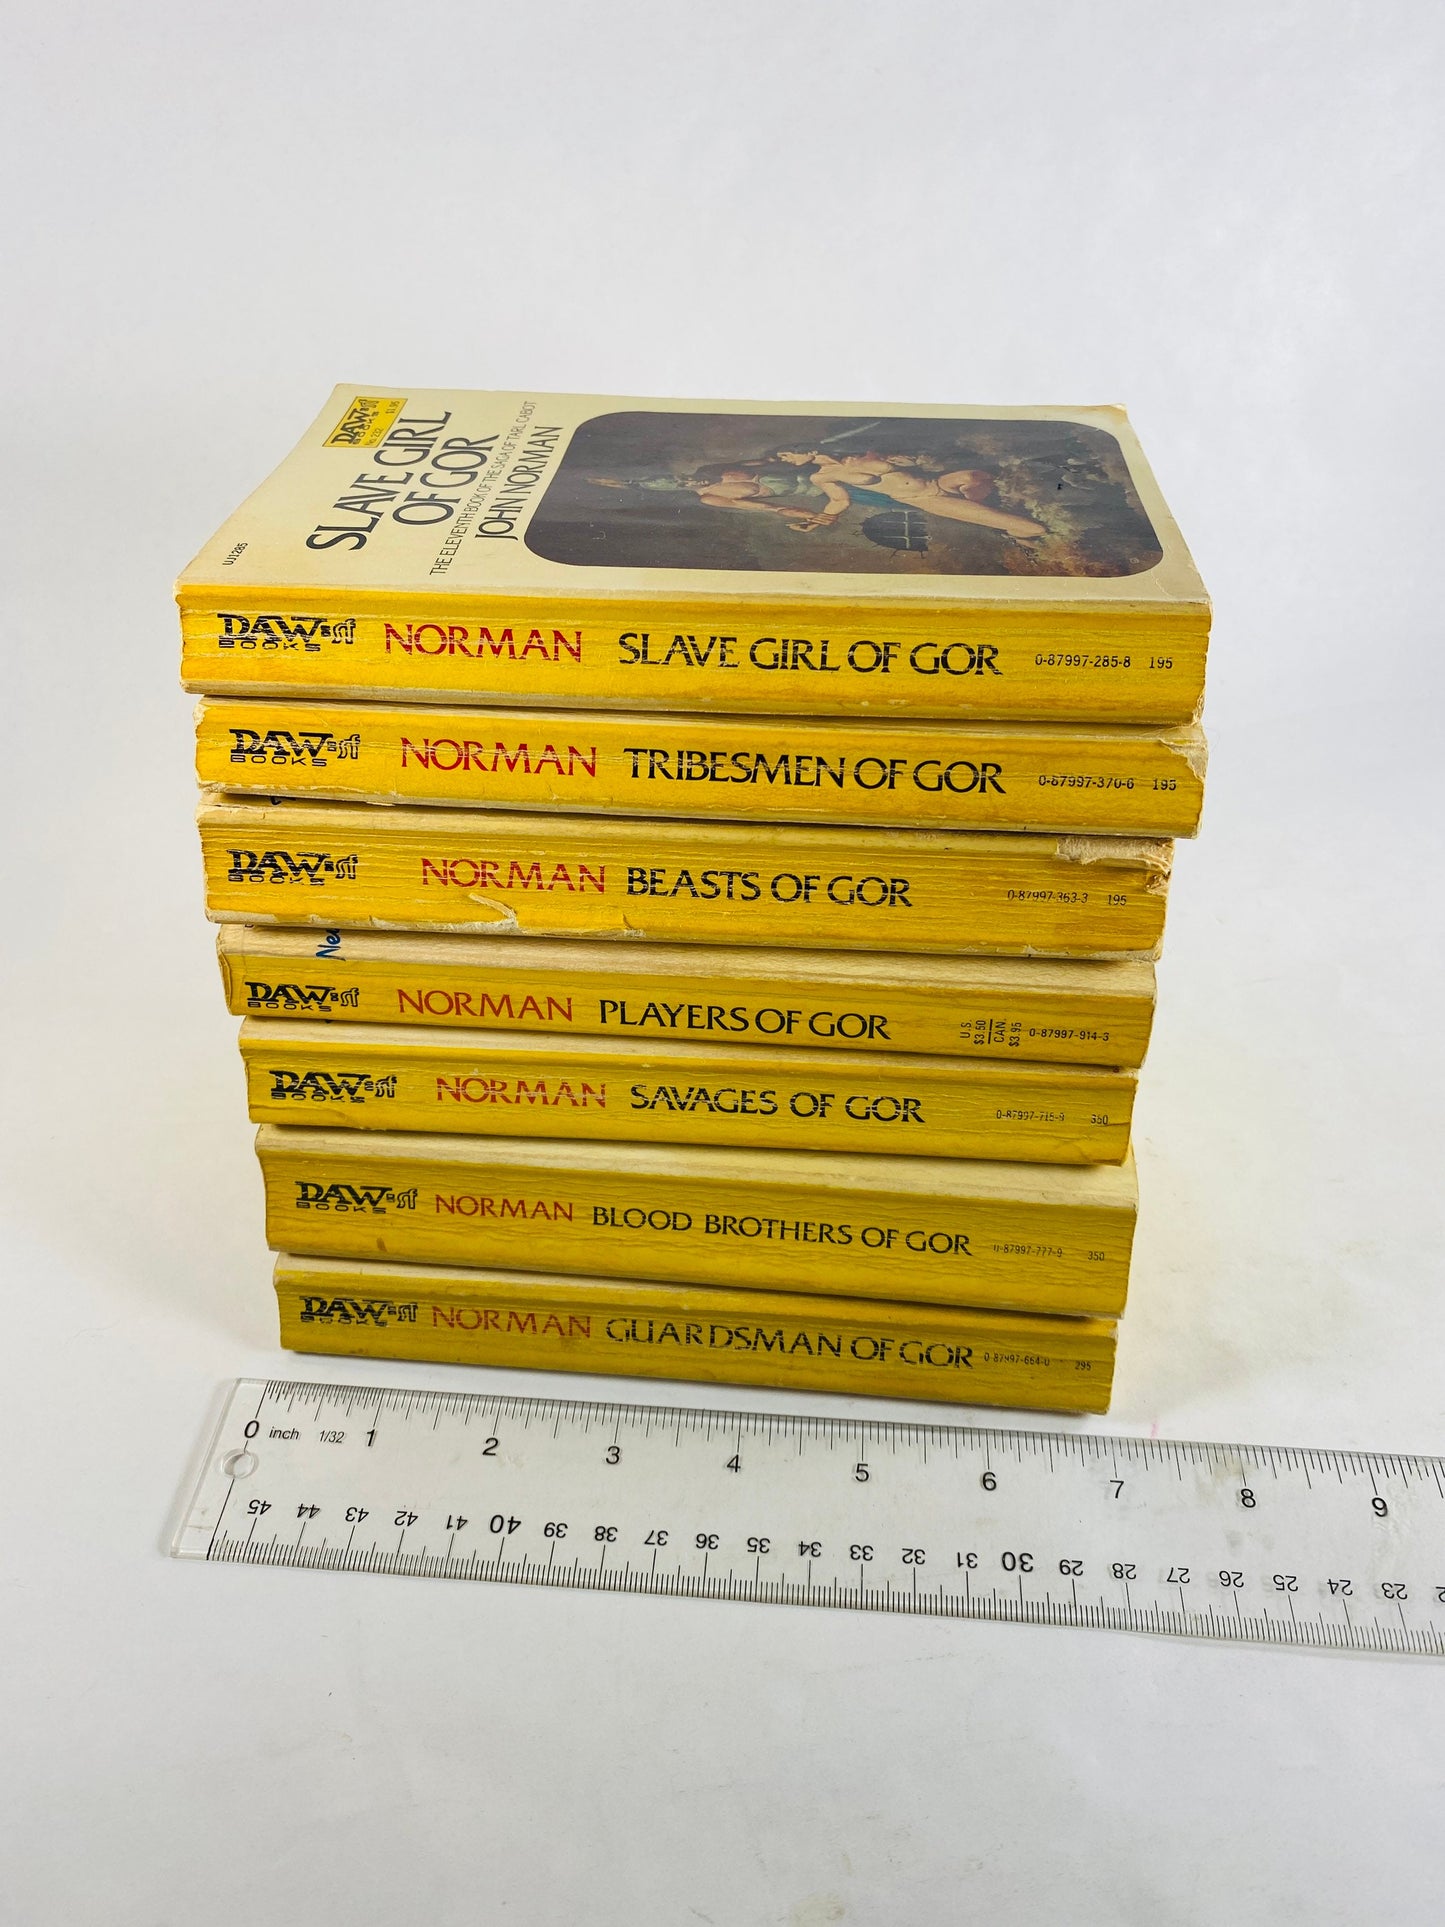 DAW=sf
BOOKS
No. 232
$1.95
SLAVE GIRL
OF GOR
THE ELEVENTH BOOK OF THE SAGA OF TARL CABOT
JOHN NORMAN
UJ1285
DAW=sf BOOKS NORMAN SLAVE GIRL OF GOR 0-87997-285-8 195
DAW=sf BOOKS NORMAN TRIBESMEN OF GOR 0-87997-370-6 195
DAW=sf BOOKS NORMAN BEASTS OF GOR 0-87997-363-3 195
DAW=sf BOOKS NORMAN PLAYERS OF GOR U.S. $3.50 CAN. $3.95 0-87997-914-3
DAW=sf BOOKS NORMAN SAVAGES OF GOR 0-87997-715-9 350
DAW=sf BOOKS NORMAN BLOOD BROTHERS OF GOR 0-87997-777-9 350
DAW=sf BOOKS NORMAN GUARDSMAN OF GOR 0-87997-664-0 295
0 inch 1/32 1 2 3 4 5 6 7 8 9
45 44 43 42 41 40 39 38 37 36 35 34 33 32 31 30 29 28 27 26 25 24 23